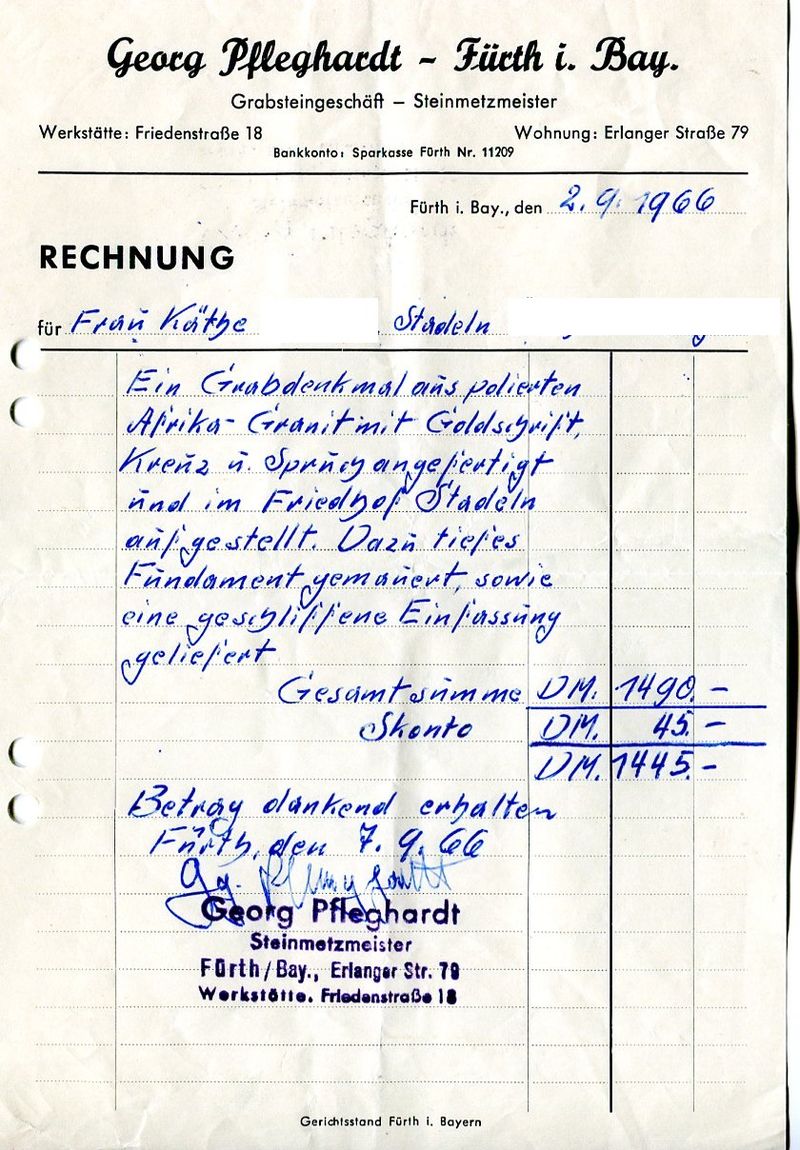 Georg Pfleghardt - Fürth i. Bay.
Grabsteingeschäft – Steinmetzmeister
Werkstätte: Friedenstraße 18 Wohnung: Erlanger Straße 79
Bankkonto: Sparkasse Fürth Nr. 11209
Fürth i. Bay., den 2.9.1966
RECHNUNG
für Frau Käthe , Stadeln
Ein Grabdenkmal aus polierten
Afrika-Granit mit Goldschrift,
Kreuz u. Spruch angefertigt
und im Friedhof Stadeln
aufgestellt. Dazu tiefes
Fundament gemauert, sowie
eine geschliffene Einfassung
geliefert
Gesamtsumme DM. 1490.-
Skonto DM. 45.-
DM. 1445.-
Betrag dankend erhalten
Fürth, den 7.9.66
Gg. Pfleghardt
Georg Pfleghardt
Steinmetzmeister
Fürth/Bay., Erlanger Str. 79
Werkstätte. Friedenstraße 18
Gerichtsstand Fürth i. Bayern